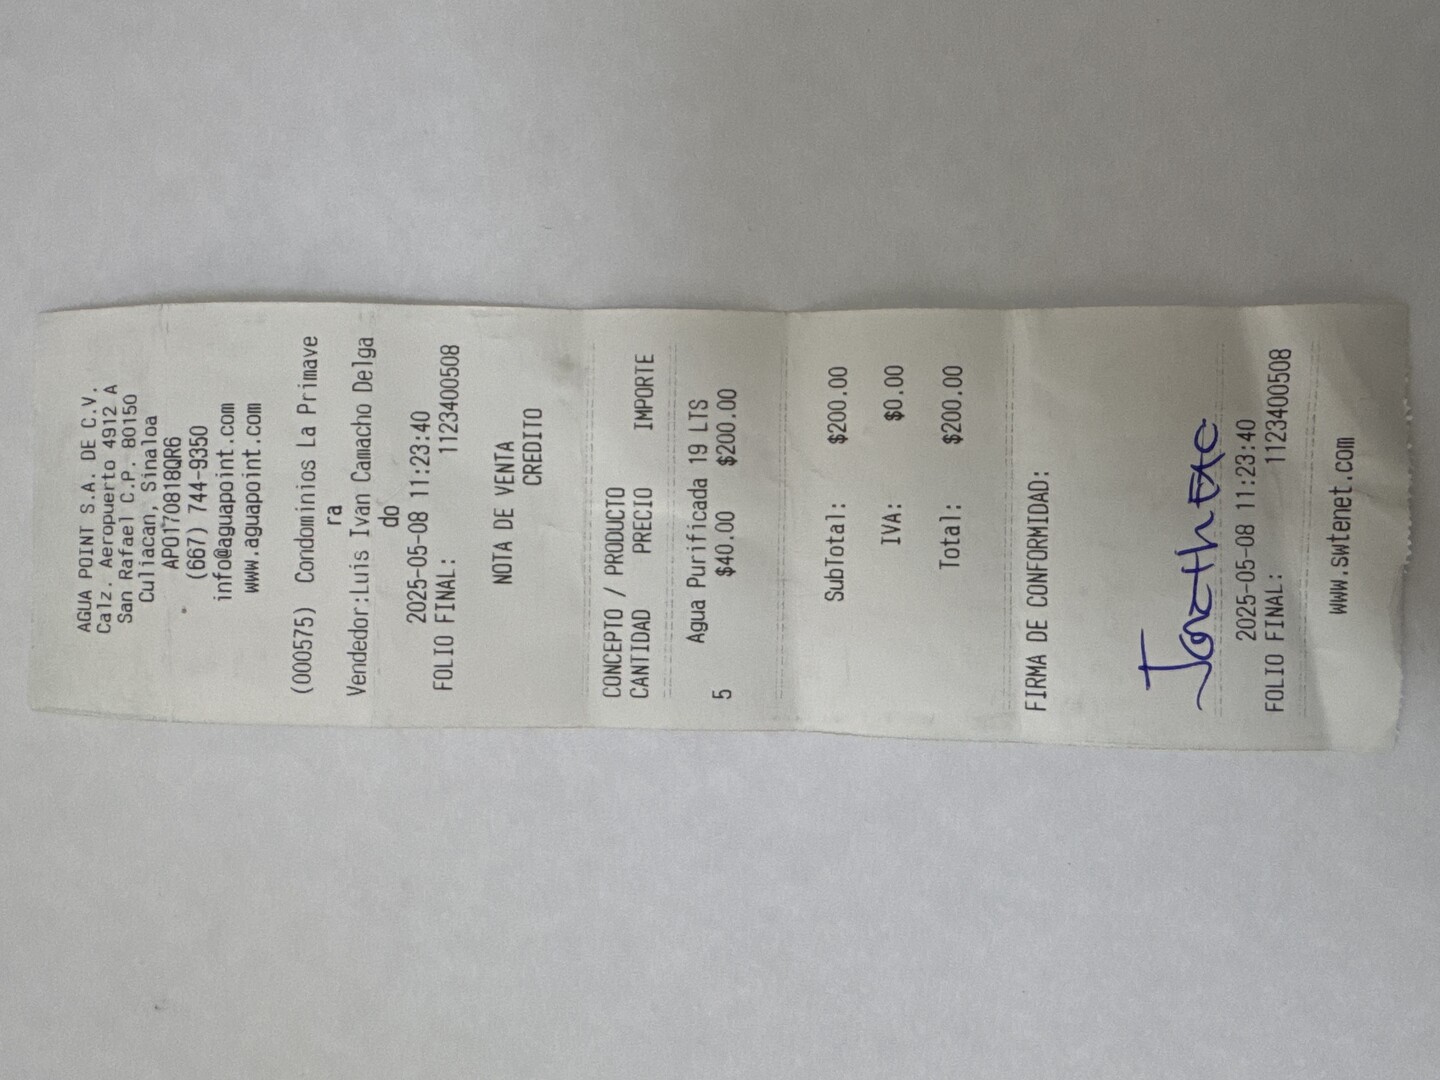 AGUA POINT S.A. DE C.V.
Calz. Aeropuerto 4912 A
San Rafael C.P. 80150
Culiacan, Sinaloa
APO170818QR6
(667) 744-9350
info@aguapoint.com
www.aguapoint.com
(000575) Condominios La Primave
ra
Vendedor:Luis Ivan Camacho Delga
do
2025-05-08 11:23:40
FOLIO FINAL: 1123400508
NOTA DE VENTA
CREDITO
CONCEPTO / PRODUCTO
CANTIDAD PRECIO IMPORTE
Agua Purificada 19 LTS
5 $40.00 $200.00
SubTotal: $200.00
IVA: $0.00
Total: $200.00
FIRMA DE CONFORMIDAD:
2025-05-08 11:23:40
FOLIO FINAL: 1123400508
www.swtenet.com